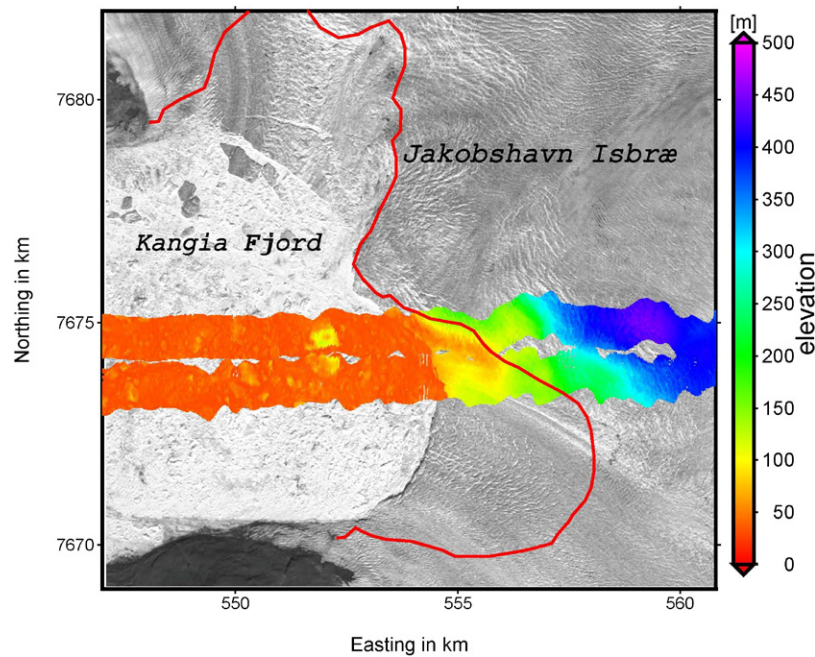 [m]
500
450
400
350
300
250
200
150
100
50
0
elevation
7680
7675
7670
Northing in km
Jakobshavn Isbræ
Kangia Fjord
550
555
560
Easting in km